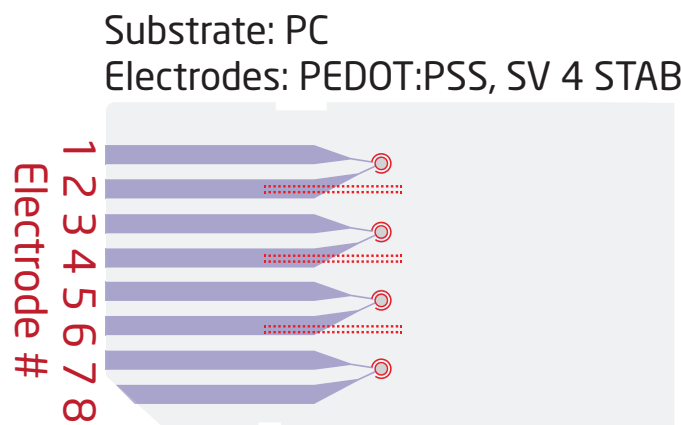 Substrate: PC
Electrodes: PEDOT:PSS, SV 4 STAB
Electrode #
1
2
3
4
5
6
7
8